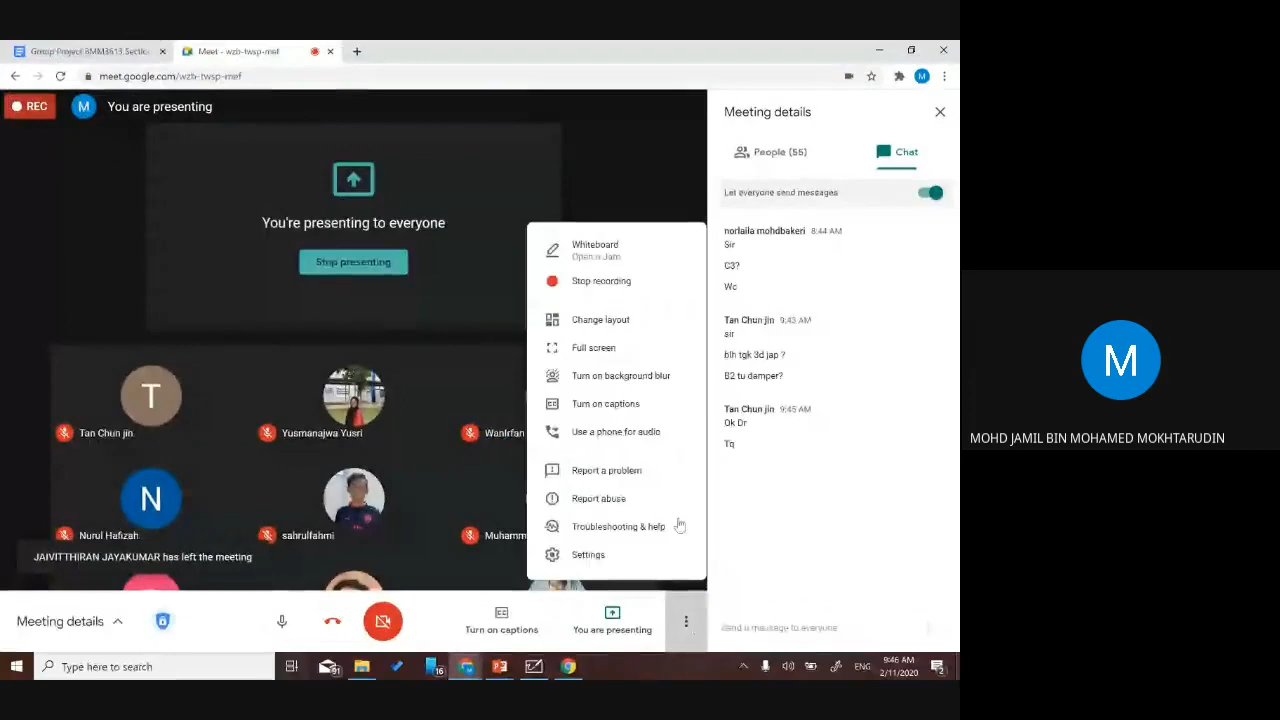 Group Project BMM3613 Sectio
Meet - wzb-twsp-mef
meet.google.com/wzb-twsp-mef
M
REC
M
You are presenting
You're presenting to everyone
Stop presenting
T
Tan Chun jin
Yusmanajwa Yusri
WanIrfan
N
Nurul Hafizah
sahrulfahmi
Muhamm
JAIVITTHIRAN JAYAKUMAR has left the meeting
Whiteboard
Open a Jam
Stop recording
Change layout
Full screen
Turn on background blur
Turn on captions
Use a phone for audio
Report a problem
Report abuse
Troubleshooting & help
Settings
Meeting details
People (55)
Chat
Let everyone send messages
norlaila mohdbakeri 8:44 AM
Sir
C3?
Wc
Tan Chun jin 9:43 AM
sir
blh tgk 3d jap ?
B2 tu damper?
Tan Chun jin 9:45 AM
Ok Dr
Tq
Send a message to everyone
Meeting details
Turn on captions
You are presenting
Type here to search
91
16
ENG
9:46 AM
2/11/2020
2
M
MOHD JAMIL BIN MOHAMED MOKHTARUDIN